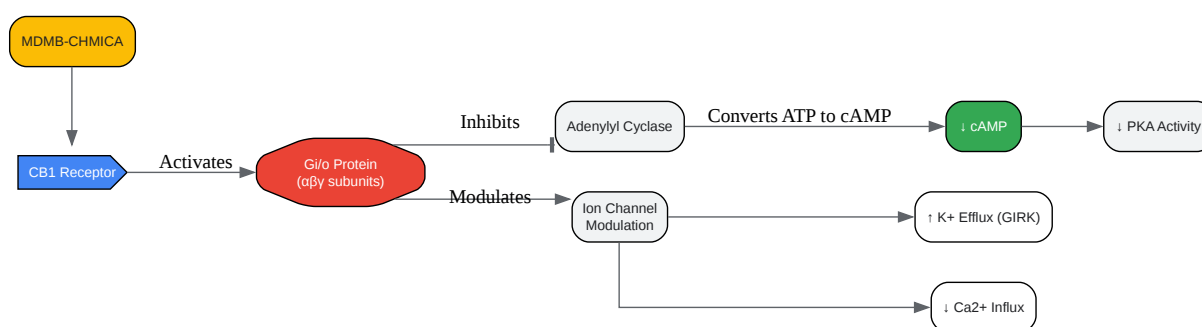 MDMB-CHMICA
CB1 Receptor
Activates
Gi/o Protein
(αβγ subunits)
Inhibits
Adenylyl Cyclase
Converts ATP to cAMP
↓ cAMP
↓ PKA Activity
Modulates
Ion Channel
Modulation
↑ K+ Efflux (GIRK)
↓ Ca2+ Influx